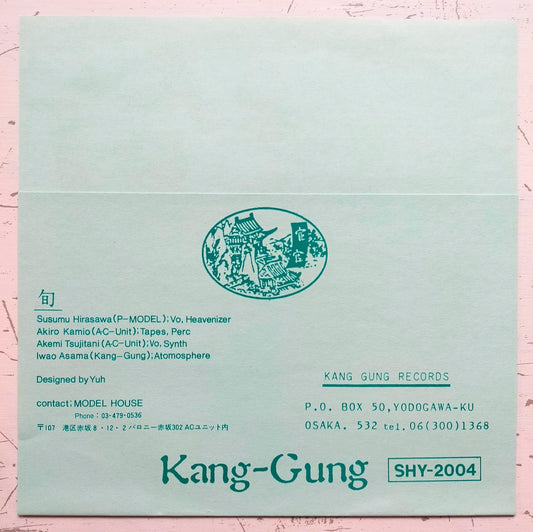 宦官
旬
Susumu Hirasawa(P-MODEL);Vo, Heavenizer
Akiro Kamio(AC-Unit);Tapes, Perc
Akemi Tsujitani(AC-Unit);Vo, Synth
Iwao Asama(Kang-Gung);Atomosphere
Designed by Yuh
contact;MODEL HOUSE
Phone : 03-479-0536
〒107 港区赤坂8・12・2バロニー赤坂302 ACユニット内
KANG GUNG RECORDS
P.O. BOX 50,YODOGAWA-KU
OSAKA. 532 tel.06(300)1368
Kang-Gung
SHY-2004